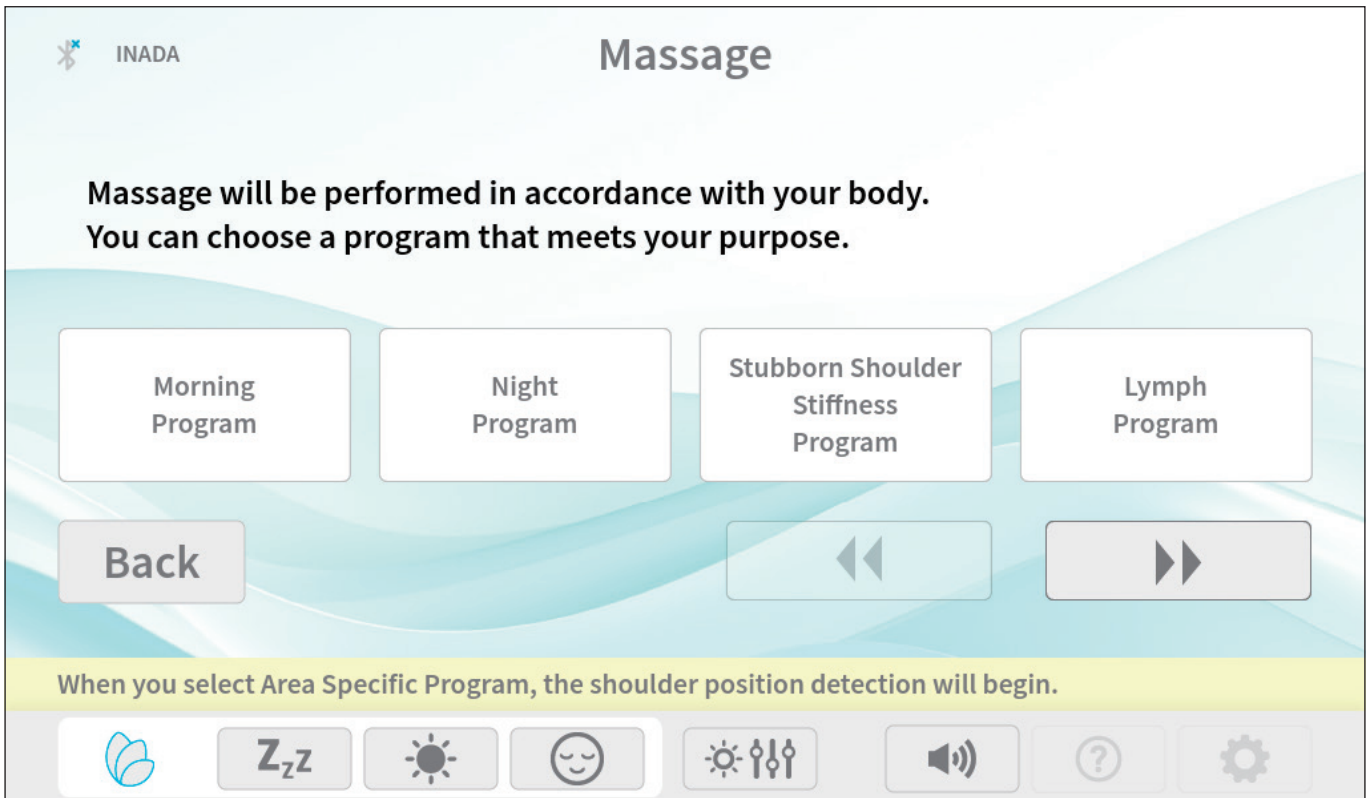 INADA
Massage
Massage will be performed in accordance with your body.
You can choose a program that meets your purpose.
Morning
Program
Night
Program
Stubborn Shoulder
Stiffness
Program
Lymph
Program
Back
When you select Area Specific Program, the shoulder position detection will begin.
ZzZ
?